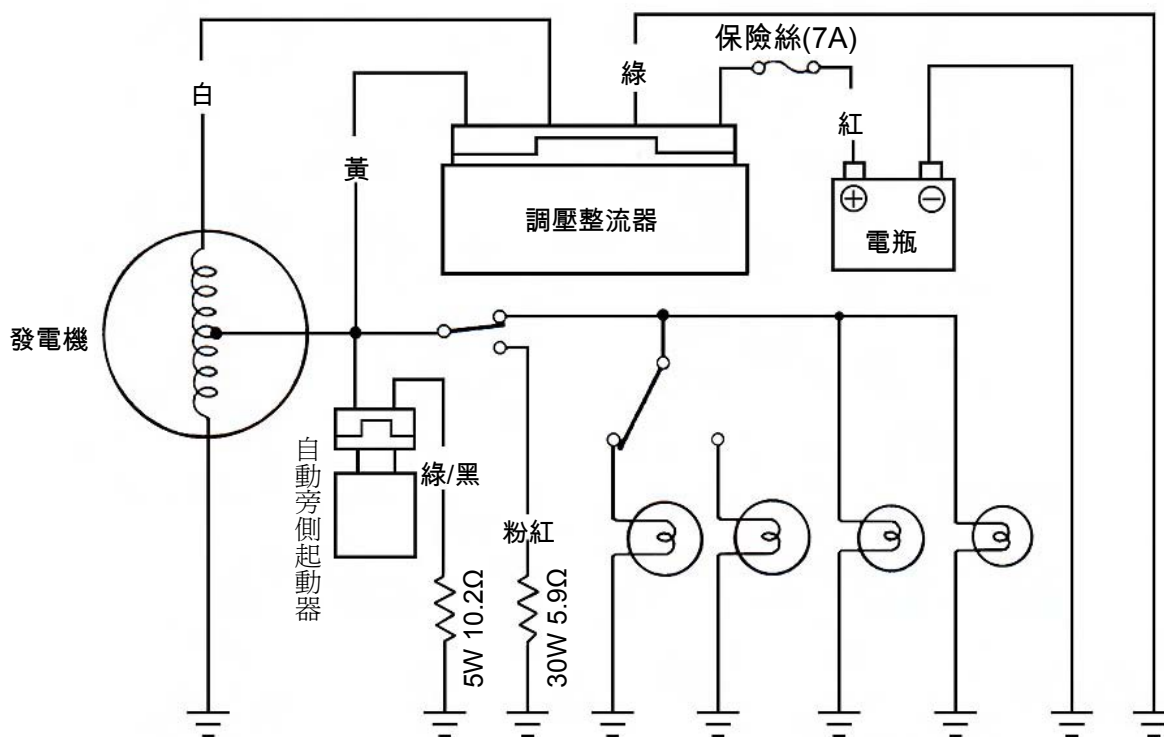 保險絲(7A)
白
綠
紅
黃
調壓整流器
電瓶
發電機
自動旁側起動器
綠/黑
粉紅
5W 10.2Ω
30W 5.9Ω